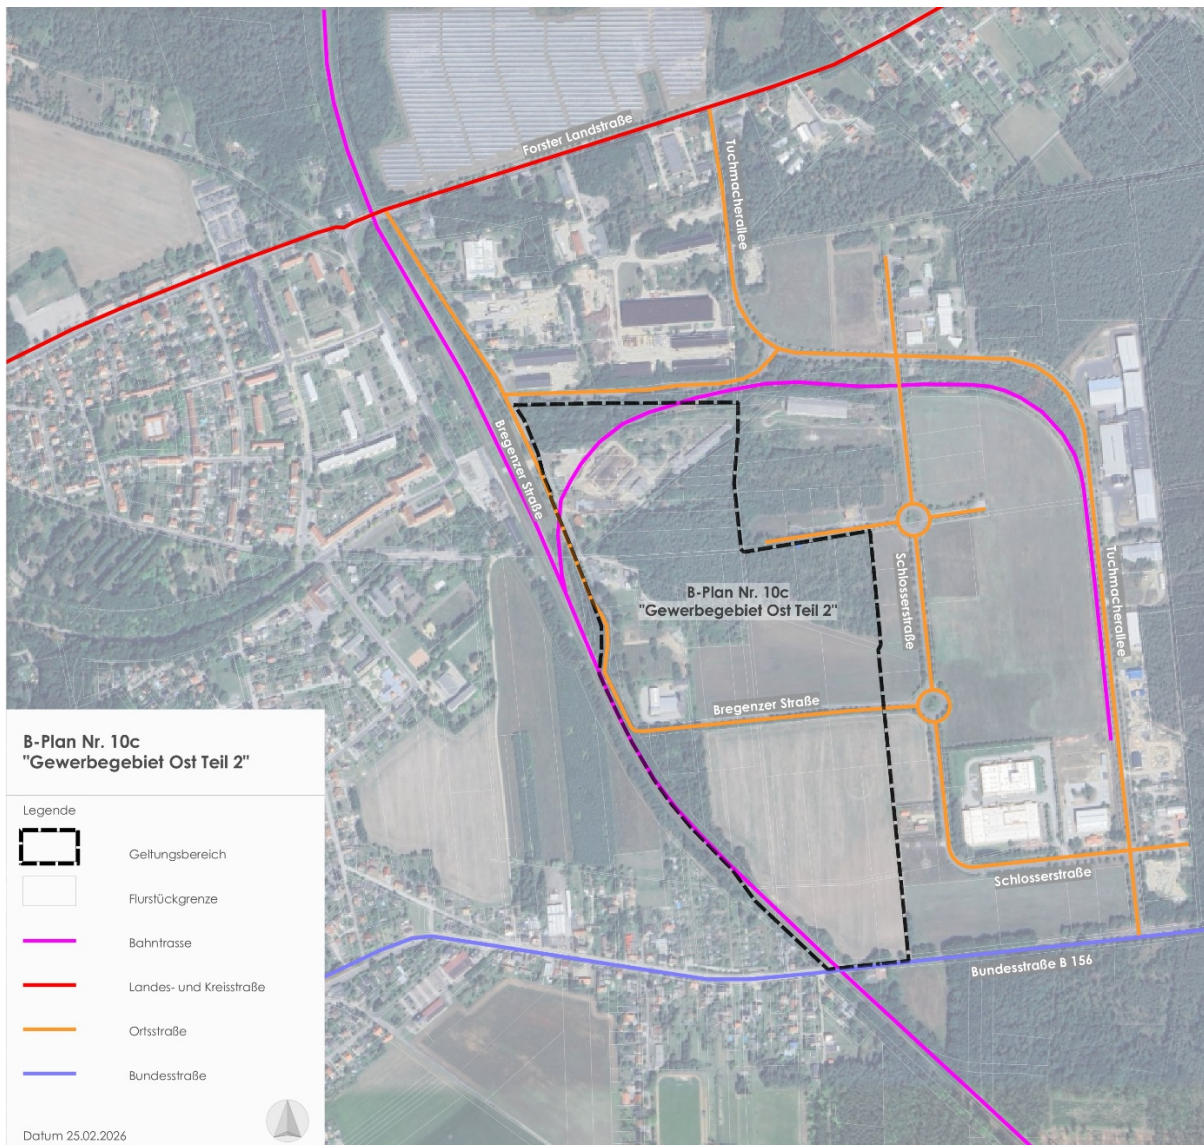 Forster Landstraße
Tuchmacherallee
Bregenzer Straße
B-Plan Nr. 10c
"Gewerbegebiet Ost Teil 2"
Schlosserstraße
Tuchmacherallee
Bregenzer Straße
Schlosserstraße
Bundesstraße B 156
B-Plan Nr. 10c
"Gewerbegebiet Ost Teil 2"
Legende
Geltungsbereich
Flurstückgrenze
Bahntrasse
Landes- und Kreisstraße
Ortsstraße
Bundesstraße
Datum 25.02.2026